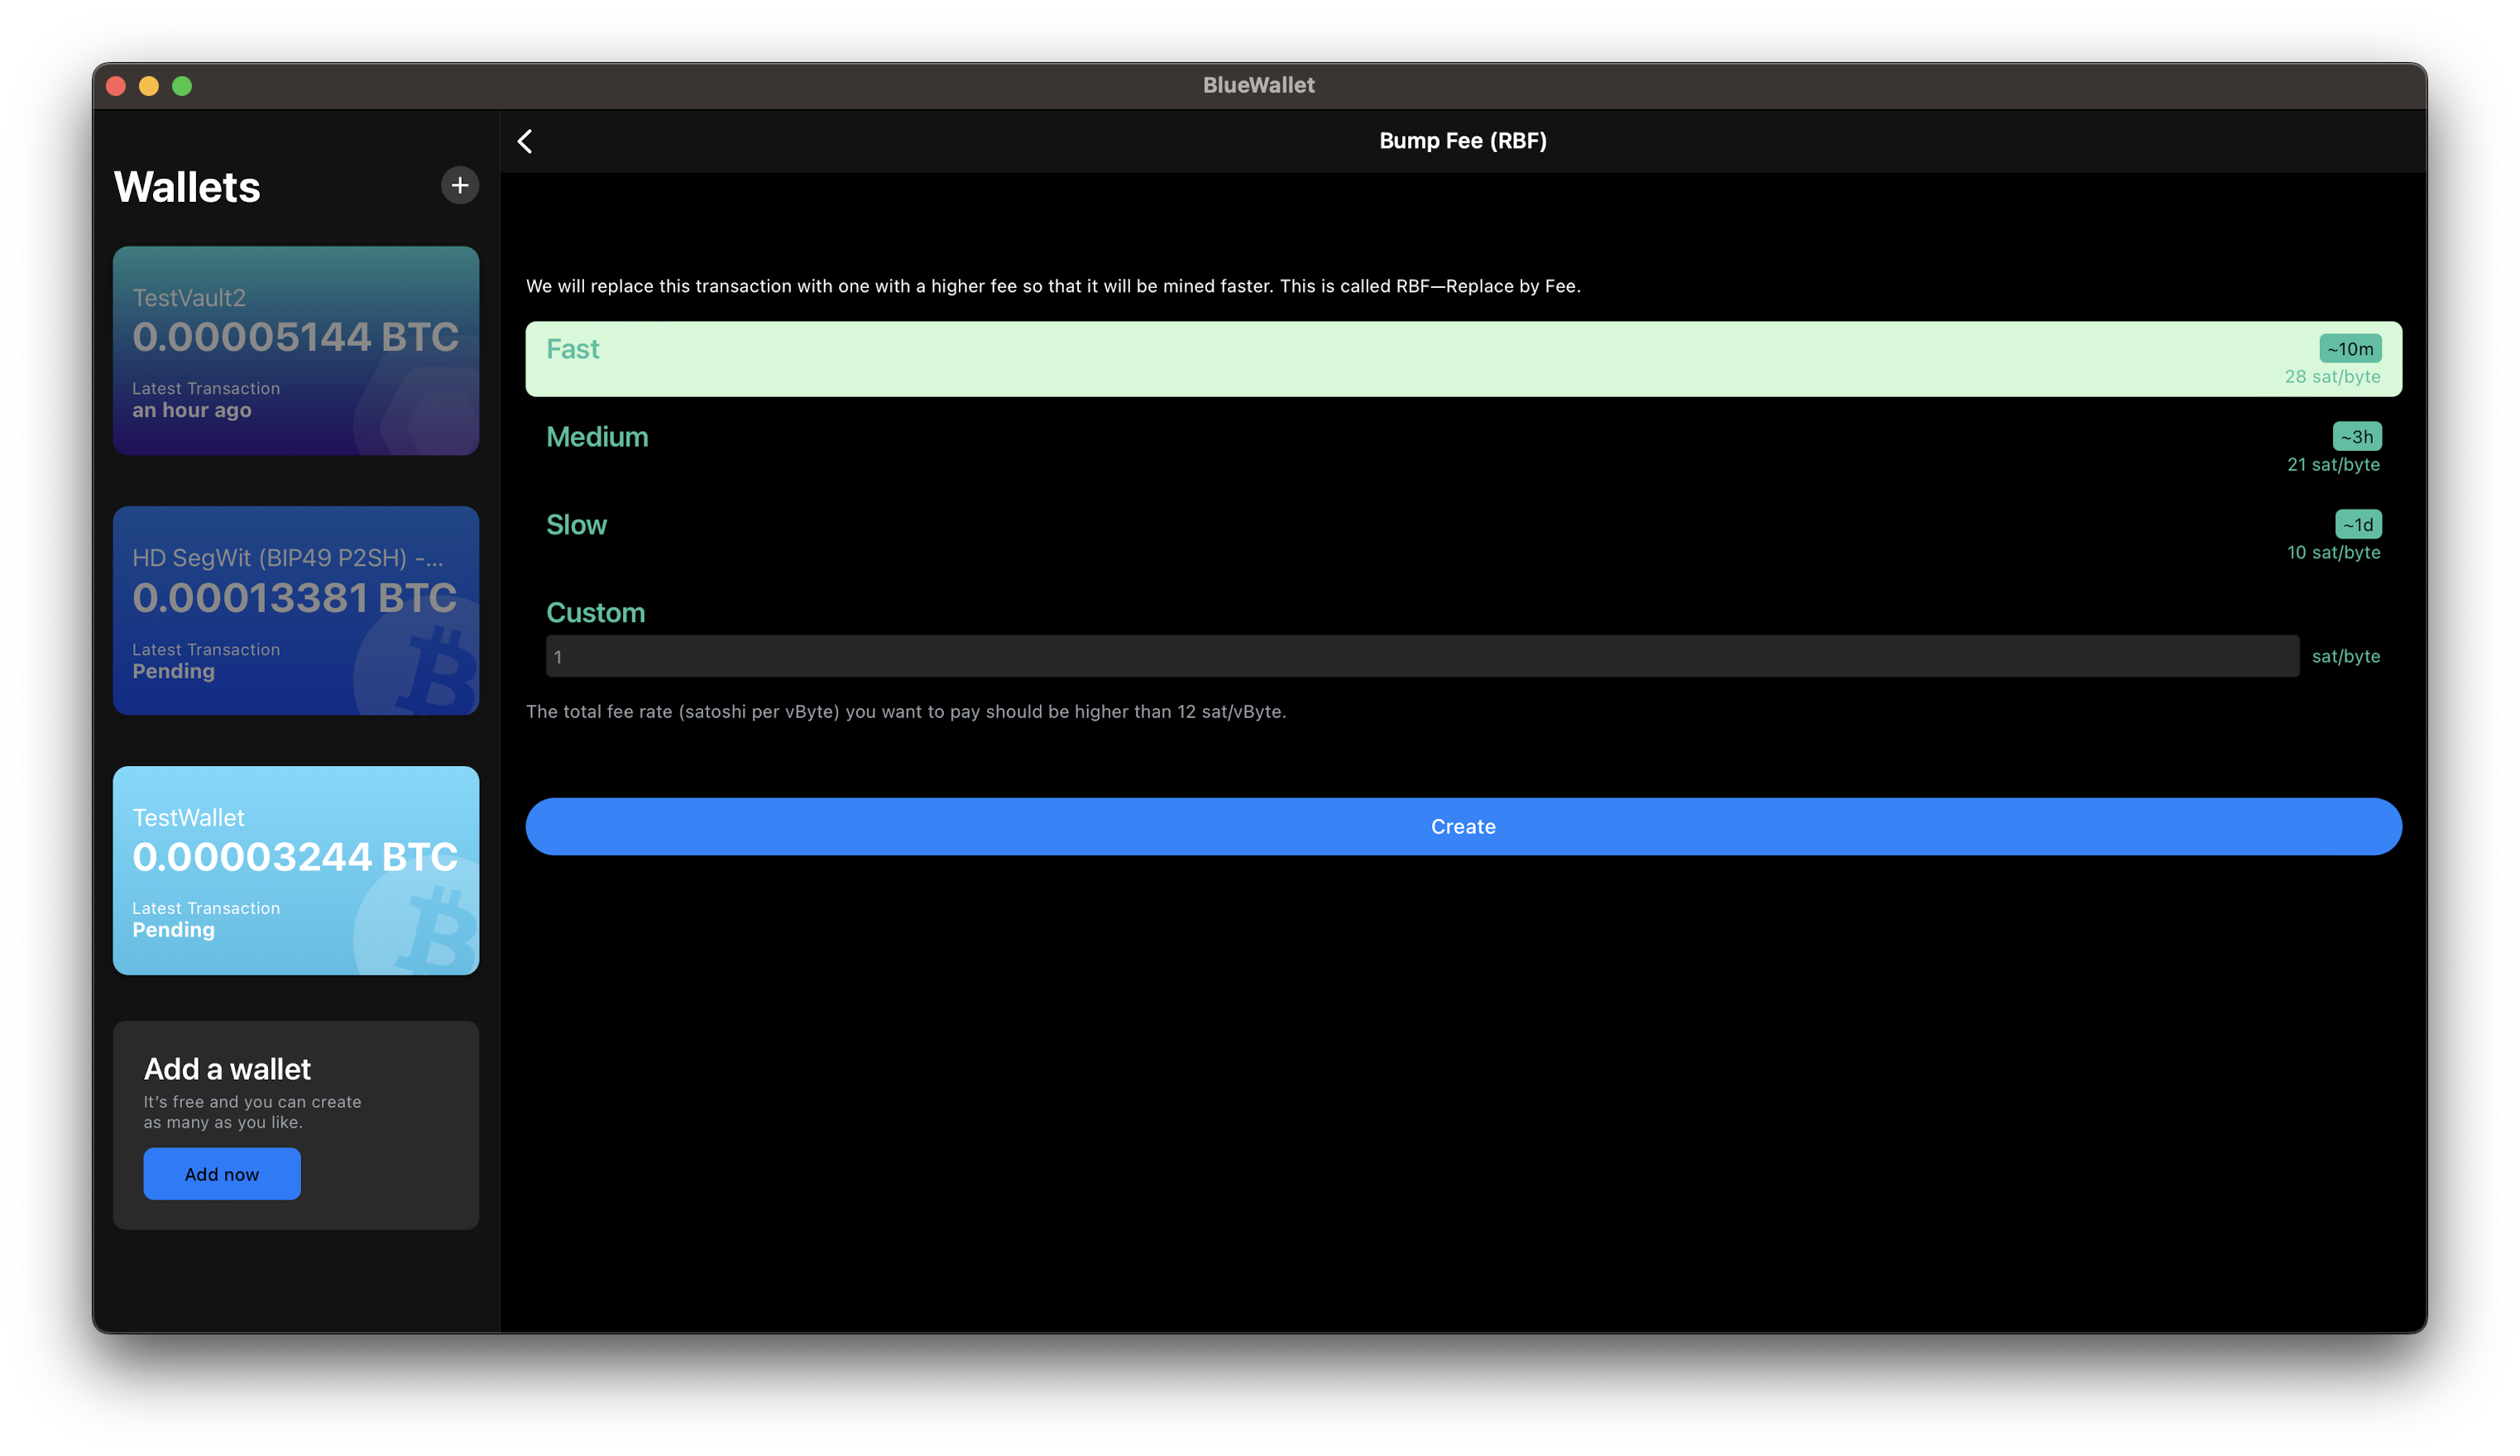 BlueWallet
Wallets
+
TestVault2
0.00005144 BTC
Latest Transaction
an hour ago
HD SegWit (BIP49 P2SH) -...
0.00013381 BTC
Latest Transaction
Pending
TestWallet
0.00003244 BTC
Latest Transaction
Pending
Add a wallet
It’s free and you can create
as many as you like.
Add now
Bump Fee (RBF)
We will replace this transaction with one with a higher fee so that it will be mined faster. This is called RBF—Replace by Fee.
Fast
~10m
28 sat/byte
Medium
~3h
21 sat/byte
Slow
~1d
10 sat/byte
Custom
1
sat/byte
The total fee rate (satoshi per vByte) you want to pay should be higher than 12 sat/vByte.
Create